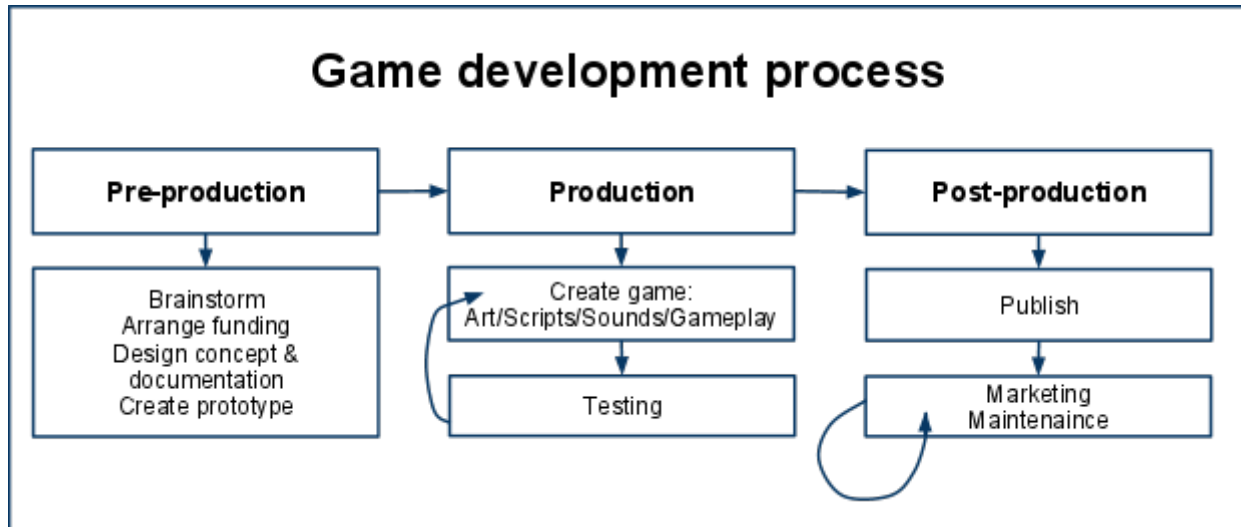 Game development process
Pre-production
Production
Post-production
Brainstorm
Arrange funding
Design concept &
documentation
Create prototype
Create game:
Art/Scripts/Sounds/Gameplay
Testing
Publish
Marketing
Maintenaince